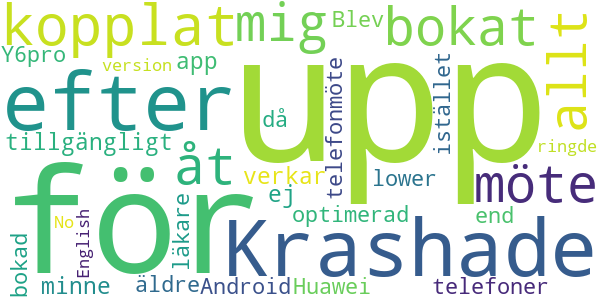 kopplat
mig
bokat
Blev
allt
Y6pro
version
app
upp
efter
då
telefonmöte
istället
tillgängligt
åt
ringde
för
läkare
verkar
lower
möte
ej
optimerad
end
No
English
Krashade
bokad
minne
äldre
Android
Huawei
telefoner